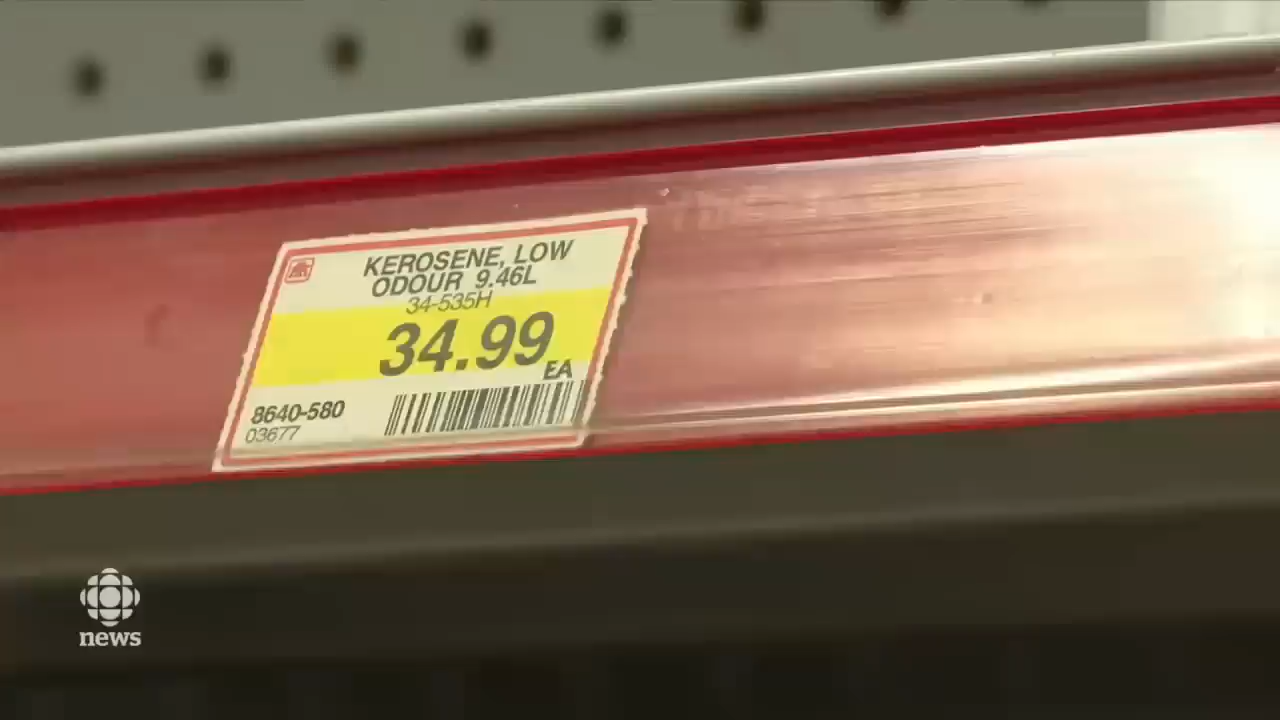 KEROSENE, LOW
ODOUR 9.46L
34-535H
34.99
EA
8640-580
03677
news